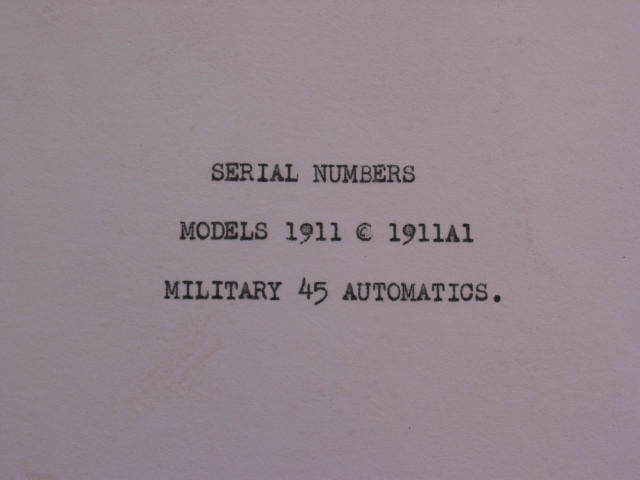 SERIAL NUMBERS
MODELS 1911 © 1911A1
MILITARY 45 AUTOMATICS.